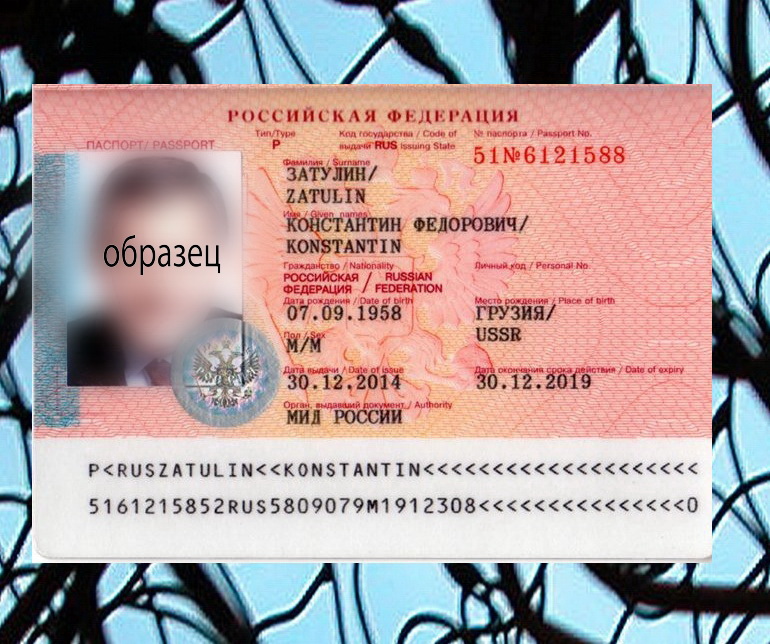 РОССИЙСКАЯ ФЕДЕРАЦИЯ
ПАСПОРТ/ PASSPORT
Тип/Type
P
Код государства / Code of
выдачи RUS Issuing State
№ паспорта / Passport No.
51№6121588
Фамилия / Surname
ЗАТУЛИН/
ZATULIN
Имя / Given names
КОНСТАНТИН ФЕДОРОВИЧ/
KONSTANTIN
Гражданство / Nationality
РОССИЙСКАЯ / RUSSIAN
ФЕДЕРАЦИЯ / FEDERATION
Личный код / Personal No.
Дата рождения / Date of birth
07.09.1958
Место рождения / Place of birth
ГРУЗИЯ/
USSR
Пол / Sex
М/M
Дата выдачи / Date of issue
30.12.2014
Дата окончания срока действия / Date of expiry
30.12.2019
Орган, выдавший документ / Authority
МИД РОССИИ
образец
P<RUSZATULIN<<KONSTANTIN<<<<<<<<<<<<<<<<<<<<
5161215852RUS5809079M1912308<<<<<<<<<<<<<<<0